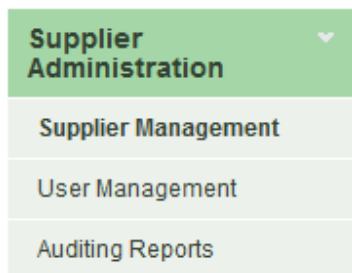 Supplier
Administration
Supplier Management
User Management
Auditing Reports